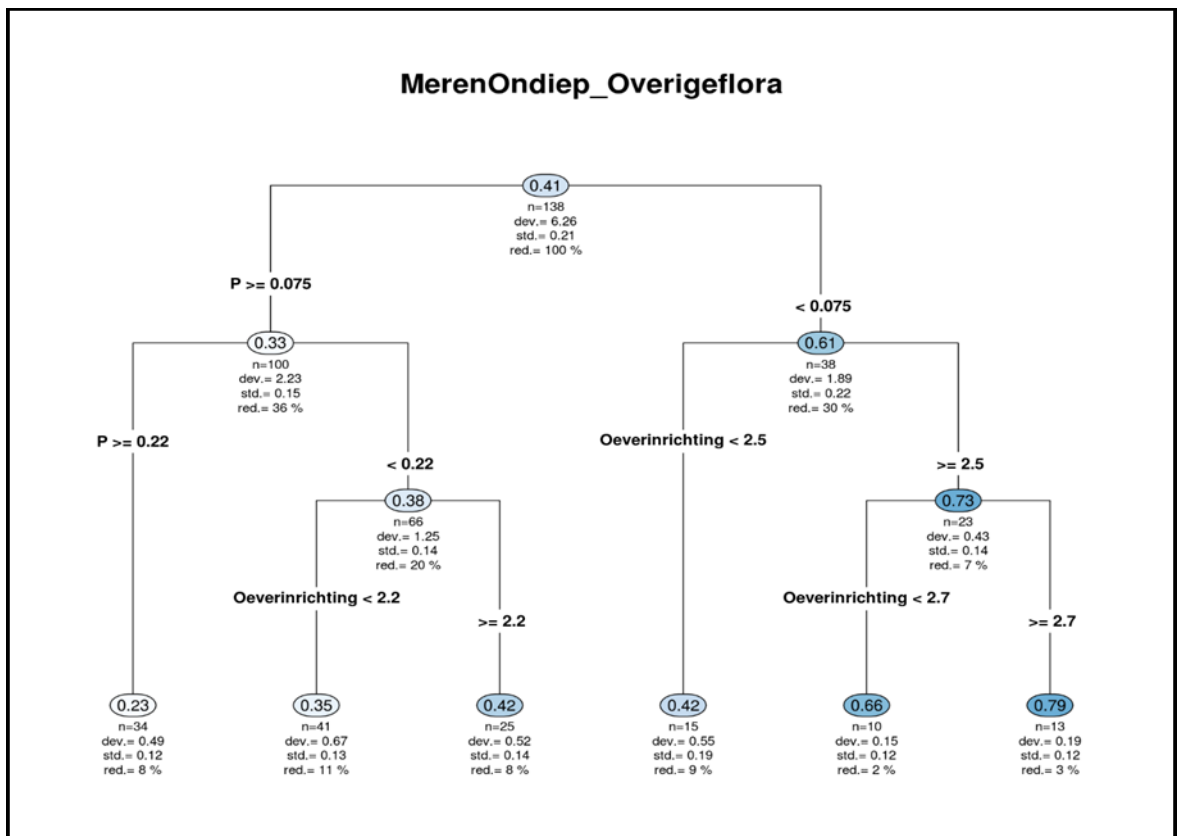 MerenOndiep_Overigeflora
0.41
n=138
dev.= 6.26
std.= 0.21
red.= 100 %
P >= 0.075
< 0.075
0.33
n=100
dev.= 2.23
std.= 0.15
red.= 36 %
0.61
n=38
dev.= 1.89
std.= 0.22
red.= 30 %
P >= 0.22
< 0.22
Oeverinrichting < 2.5
>= 2.5
0.38
n=66
dev.= 1.25
std.= 0.14
red.= 20 %
0.73
n=23
dev.= 0.43
std.= 0.14
red.= 7 %
Oeverinrichting < 2.2
>= 2.2
Oeverinrichting < 2.7
>= 2.7
0.23
n=34
dev.= 0.49
std.= 0.12
red.= 8 %
0.35
n=41
dev.= 0.67
std.= 0.13
red.= 11 %
0.42
n=25
dev.= 0.52
std.= 0.14
red.= 8 %
0.42
n=15
dev.= 0.55
std.= 0.19
red.= 9 %
0.66
n=10
dev.= 0.15
std.= 0.12
red.= 2 %
0.79
n=13
dev.= 0.19
std.= 0.12
red.= 3 %